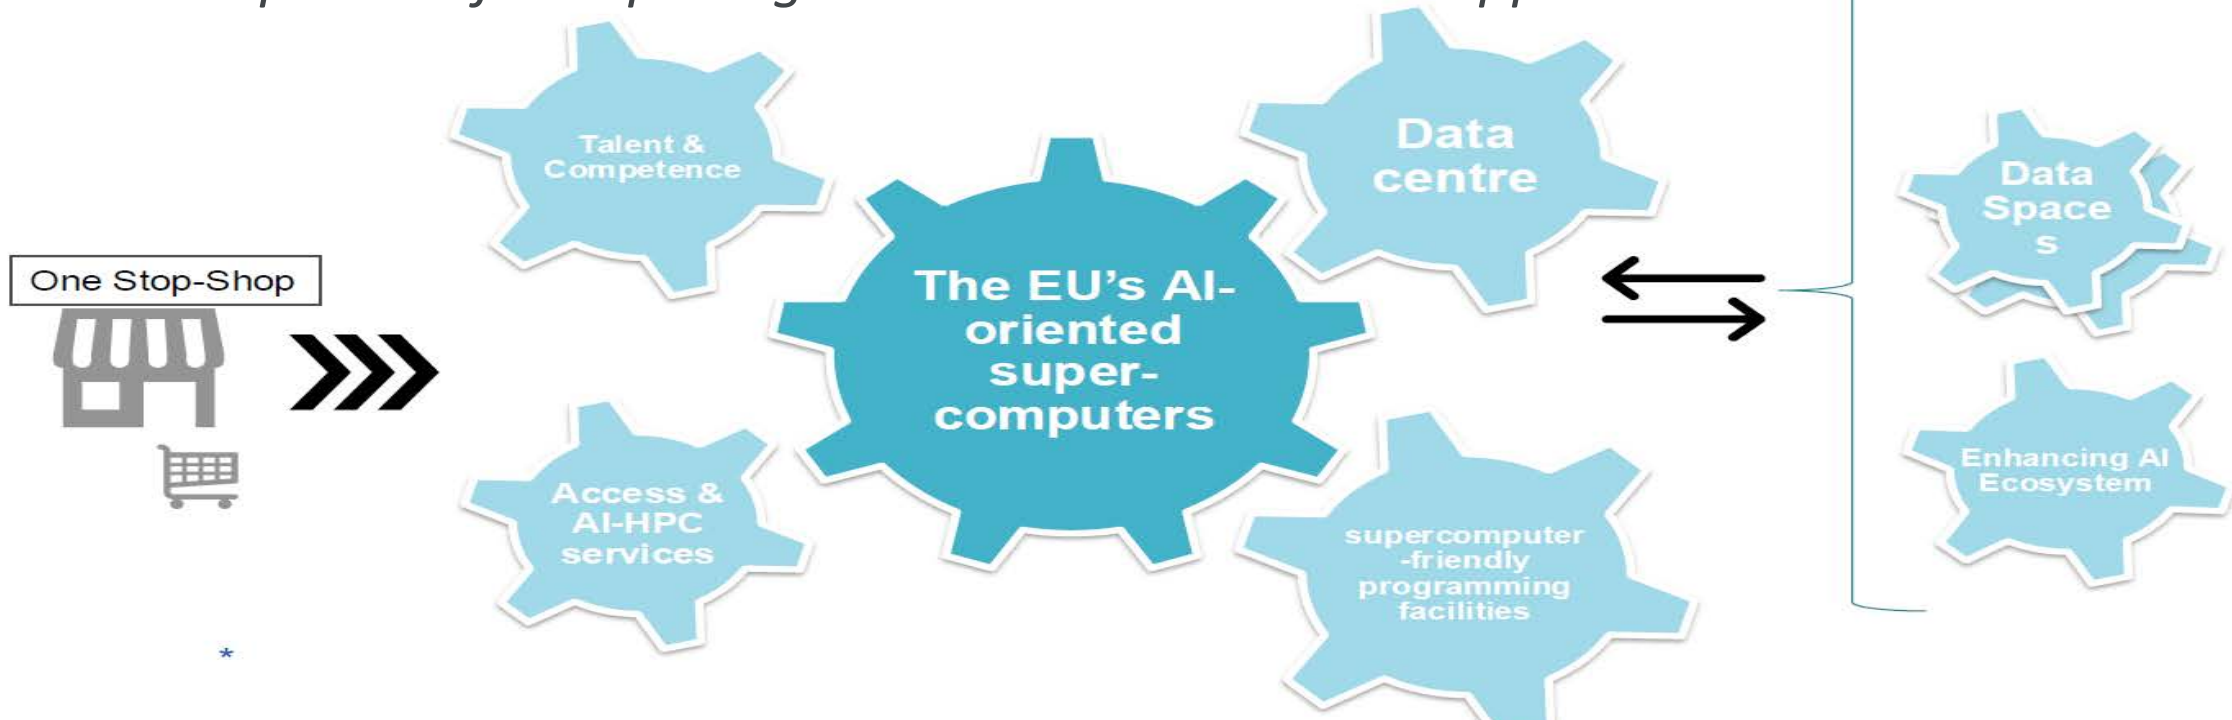 Talent &
Competence
Data
centre
Data
Space
s
The EU's AI-
oriented
super-
computers
One Stop-Shop
Access &
AI-HPC
services
supercomputer
-friendly
programming
facilities
Enhancing AI
Ecosystem
*